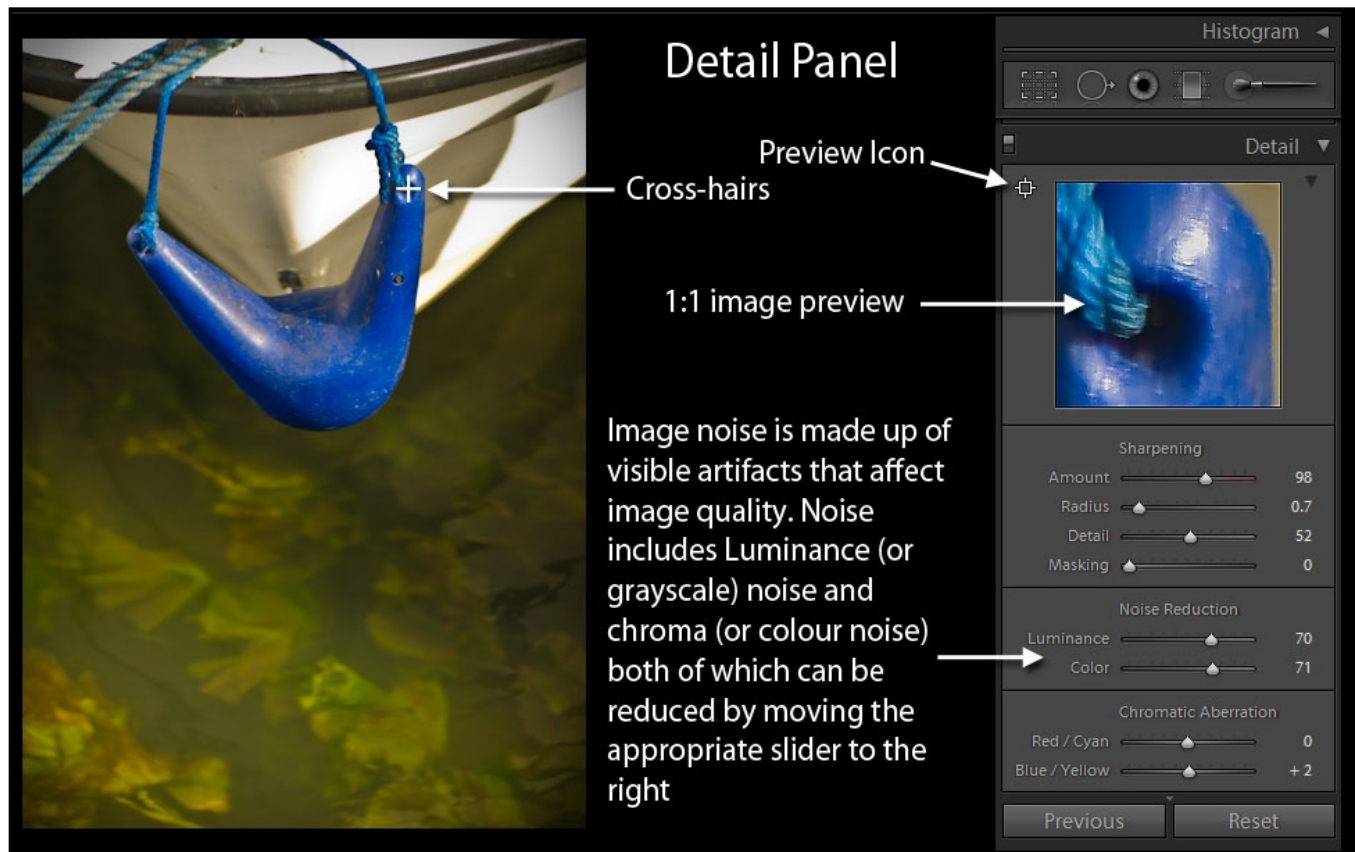 Detail Panel
Preview Icon
Cross-hairs
1:1 image preview
Image noise is made up of
visible artifacts that affect
image quality. Noise
includes Luminance (or
grayscale) noise and
chroma (or colour noise)
both of which can be
reduced by moving the
appropriate slider to the
right
Histogram
Detail
Sharpening
Amount 98
Radius 0.7
Detail 52
Masking 0
Noise Reduction
Luminance 70
Color 71
Chromatic Aberration
Red / Cyan 0
Blue / Yellow + 2
Previous Reset